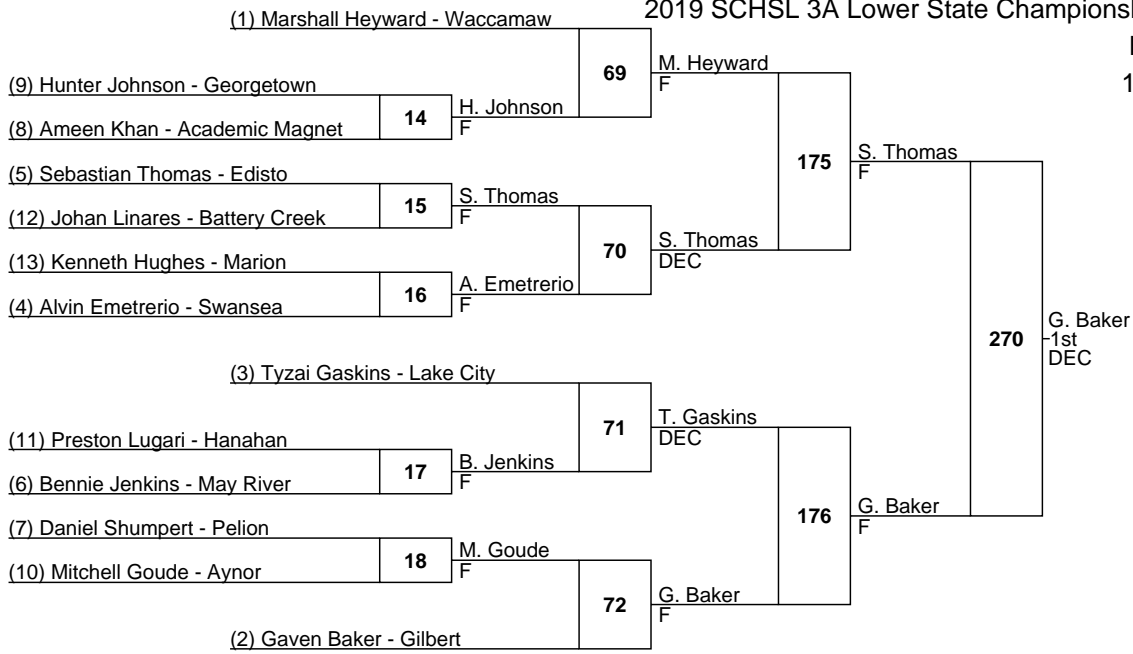 2019 SCHSL 3A Lower State Championsh
(1) Marshall Heyward - Waccamaw
69
M. Heyward
F
1
(9) Hunter Johnson - Georgetown
14
H. Johnson
F
(8) Ameen Khan - Academic Magnet
175
S. Thomas
F
(5) Sebastian Thomas - Edisto
15
S. Thomas
F
(12) Johan Linares - Battery Creek
70
S. Thomas
DEC
(13) Kenneth Hughes - Marion
16
A. Emetrerio
F
(4) Alvin Emetrerio - Swansea
270
G. Baker
1st
DEC
(3) Tyzai Gaskins - Lake City
71
T. Gaskins
DEC
(11) Preston Lugari - Hanahan
17
B. Jenkins
F
(6) Bennie Jenkins - May River
176
G. Baker
F
(7) Daniel Shumpert - Pelion
18
M. Goude
F
(10) Mitchell Goude - Aynor
72
G. Baker
F
(2) Gaven Baker - Gilbert